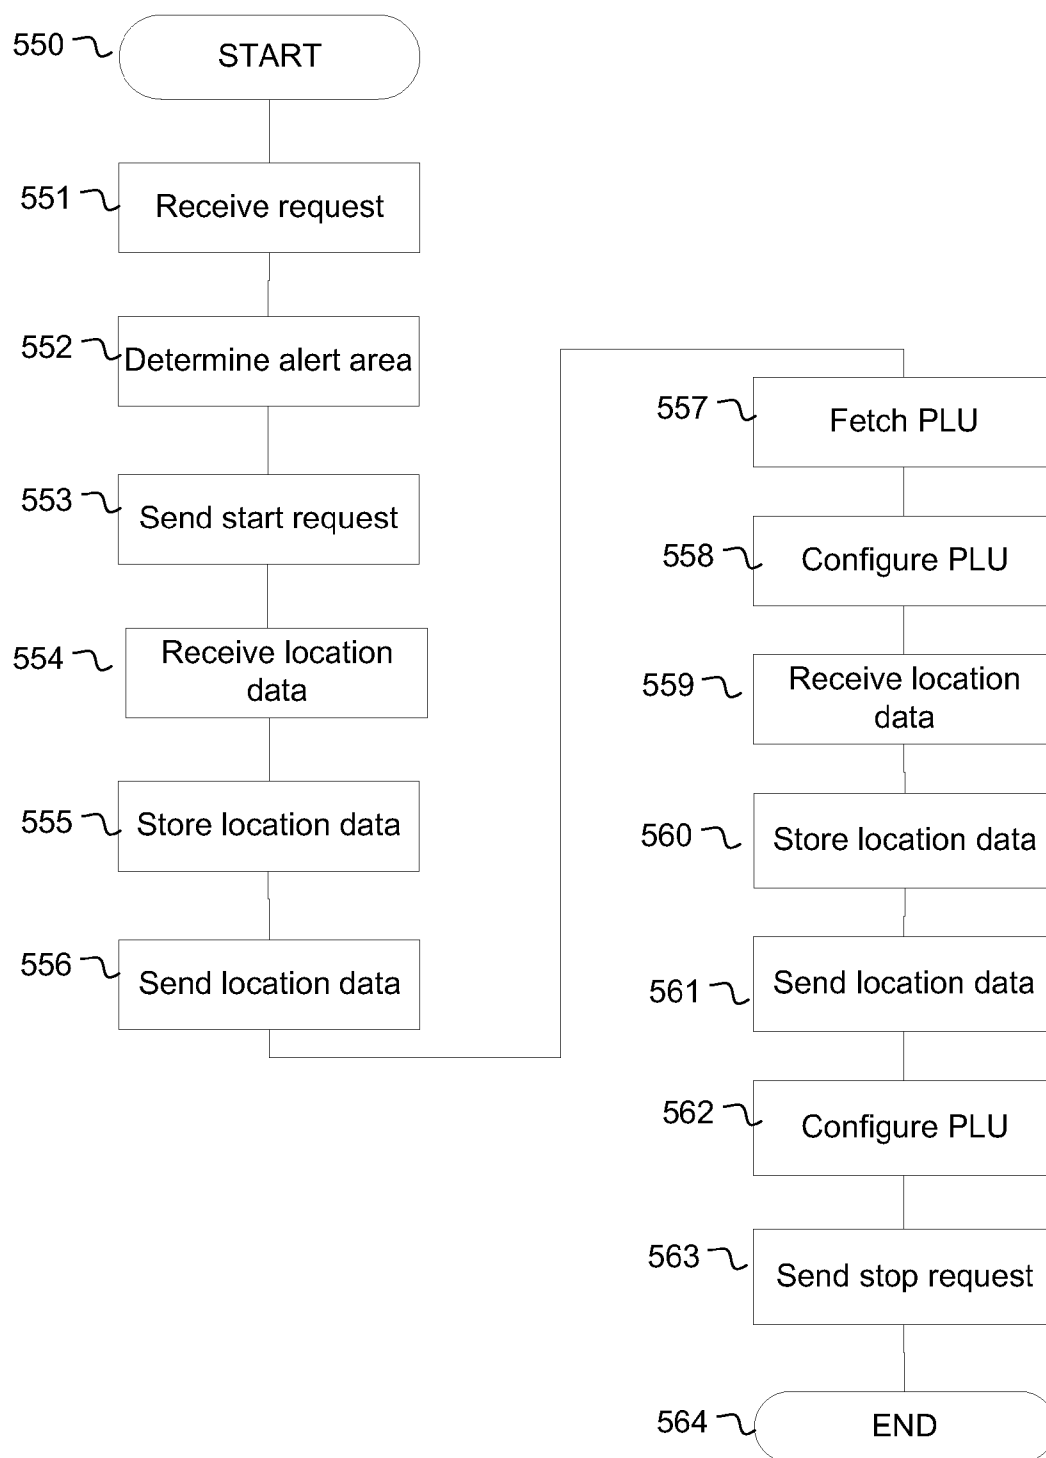 550
START
551
Receive request
552
Determine alert area
553
Send start request
554
Receive location
data
555
Store location data
556
Send location data
557
Fetch PLU
558
Configure PLU
559
Receive location
data
560
Store location data
561
Send location data
562
Configure PLU
563
Send stop request
564
END